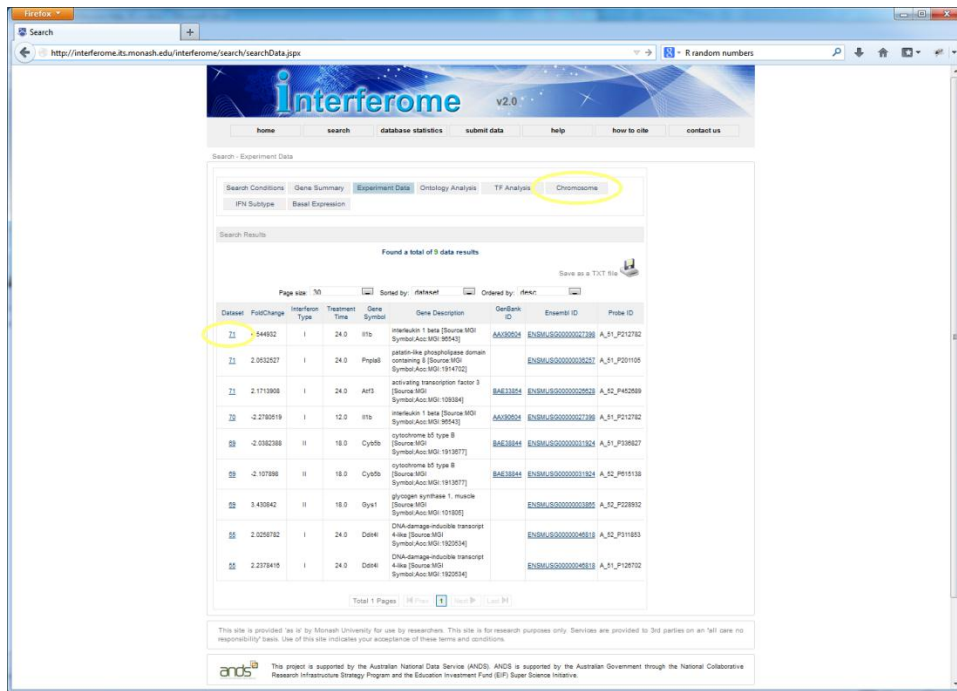 Firefox
Search
http://interferome.its.monash.edu/interferome/search/searchData.jspx
R random numbers
interferome v2.0
home search database statistics submit data help how to cite contact us
Search - Experiment Data
Search Conditions Gene Summary Experiment Data Ontology Analysis TF Analysis Chromosome
IFN Subtype Basal Expression
Search Results
Found a total of 9 data results
Save as a TXT file
Page size: 30 Sorted by: dataset Ordered by: desc
Dataset FoldChange Interferon Type Treatment Time Gene Symbol Gene Description GenBank ID Ensembl ID Probe ID
71 I 24.0 Il1b interleukin 1 beta [Source:MGI Symbol;Acc:MGI:96543] AAX90604 ENSMUSG00000027398 A_51_P212782
71 2.0532527 I 24.0 Pnpla8 patatin-like phospholipase domain containing 8 [Source:MGI Symbol;Acc:MGI:1914702] ENSMUSG00000036257 A_51_P201105
71 2.1713908 I 24.0 Atf3 activating transcription factor 3 [Source:MGI Symbol;Acc:MGI:109384] BAE33854 ENSMUSG00000026628 A_52_P452689
70 -2.2780519 I 12.0 Il1b interleukin 1 beta [Source:MGI Symbol;Acc:MGI:96543] AAX90604 ENSMUSG00000027398 A_51_P212782
69 -2.0382388 II 18.0 Cyb5b cytochrome b5 type B [Source:MGI Symbol;Acc:MGI:1913677] BAE38844 ENSMUSG00000031924 A_51_P336827
69 -2.107898 II 18.0 Cyb5b cytochrome b5 type B [Source:MGI Symbol;Acc:MGI:1913677] BAE38844 ENSMUSG00000031924 A_52_P615138
69 3.430842 II 18.0 Gys1 glycogen synthase 1, muscle [Source:MGI Symbol;Acc:MGI:101805] ENSMUSG00000003865 A_52_P228932
55 2.0258782 I 24.0 Ddit4l DNA-damage-inducible transcript 4-like [Source:MGI Symbol;Acc:MGI:1920534] ENSMUSG00000046818 A_52_P311853
55 2.2378416 I 24.0 Ddit4l DNA-damage-inducible transcript 4-like [Source:MGI Symbol;Acc:MGI:1920534] ENSMUSG00000046818 A_51_P126702
Total 1 Pages Prev 1 Next Last
This site is provided 'as is' by Monash University for use by researchers. This site is for research purposes only. Services are provided to 3rd parties on an 'all care no
responsibility' basis. Use of this site indicates your acceptance of these terms and conditions.
ands
This project is supported by the Australian National Data Service (ANDS). ANDS is supported by the Australian Government through the National Collaborative
Research Infrastructure Strategy Program and the Education Investment Fund (EIF) Super Science Initiative.